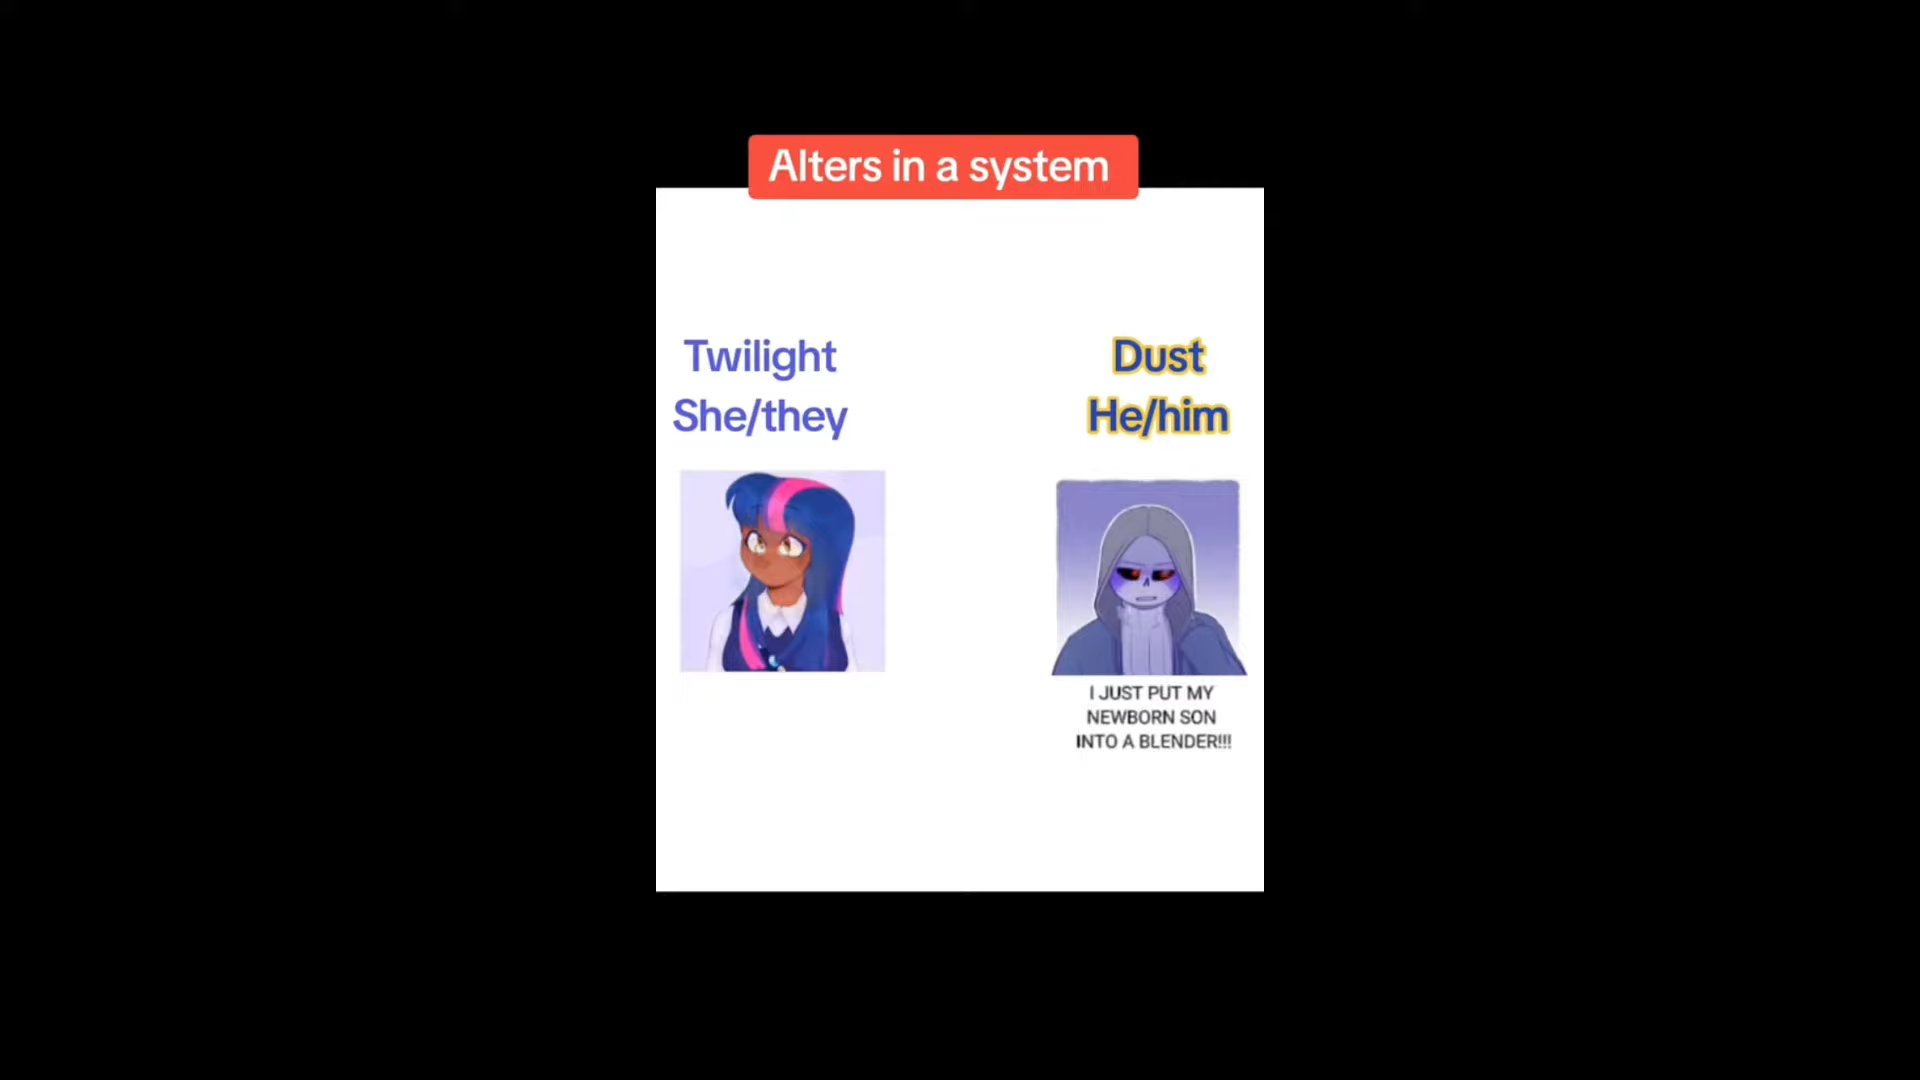 Alters in a system
Twilight
She/they
Dust
He/him
I JUST PUT MY
NEWBORN SON
INTO A BLENDER!!!